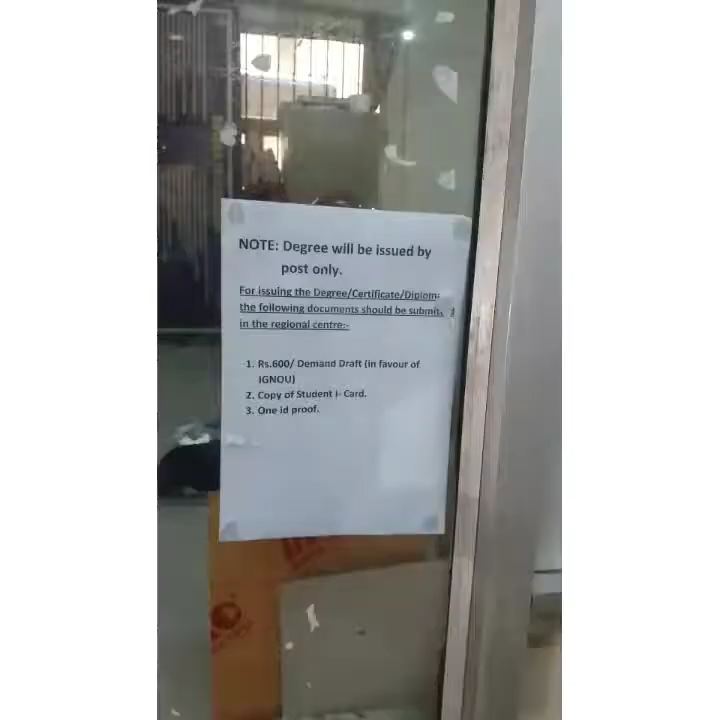 NOTE: Degree will be issued by
post only.
For issuing the Degree/Certificate/Diploma
the following documents should be submit
in the regional centre:-
1. Rs.600/ Demand Draft (in favour of
IGNOU)
2. Copy of Student I- Card.
3. One id proof.